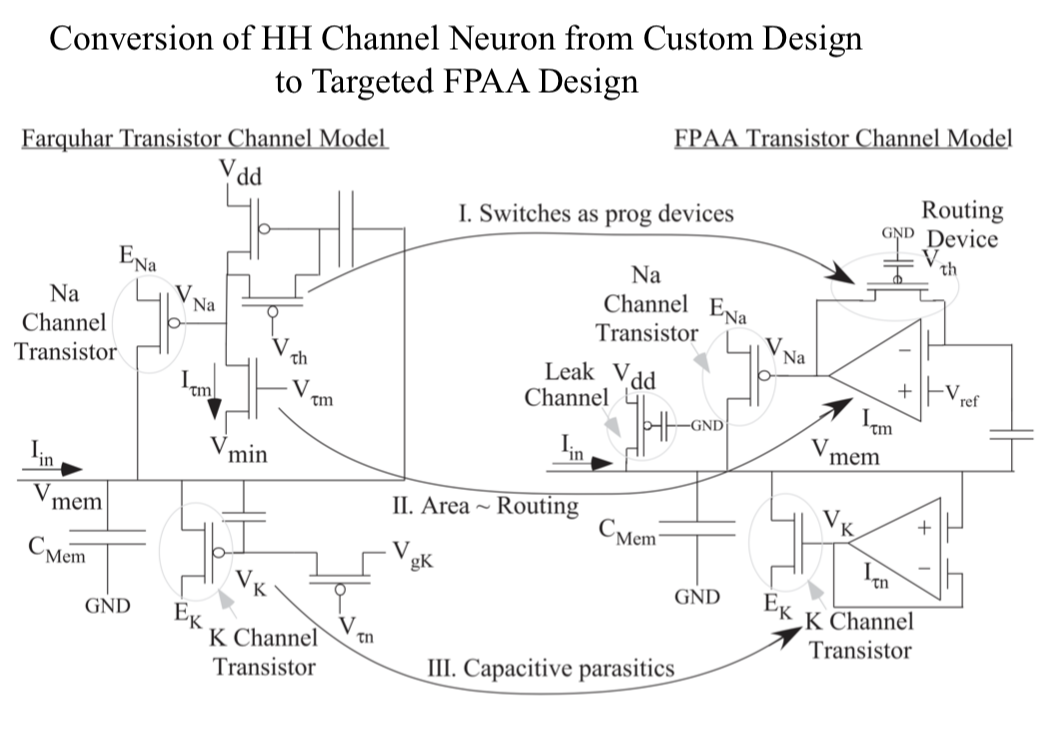 Conversion of HH Channel Neuron from Custom Design
to Targeted FPAA Design
Farquhar Transistor Channel Model
FPAA Transistor Channel Model
Vdd
I. Switches as prog devices
Routing
Device
GND
Vτh
ENa
Na
Channel
Transistor
VNa
Vτh
Iτm
Vτm
Vmin
Iin
Vmem
CMem
GND
EK
VK
K Channel
Transistor
Vτn
VgK
II. Area ~ Routing
III. Capacitive parasitics
Na
Channel
Transistor
ENa
VNa
Leak
Channel
Vdd
GND
Iin
Vref
Iτm
Vmem
CMem
GND
EK
VK
Iτn
K Channel
Transistor